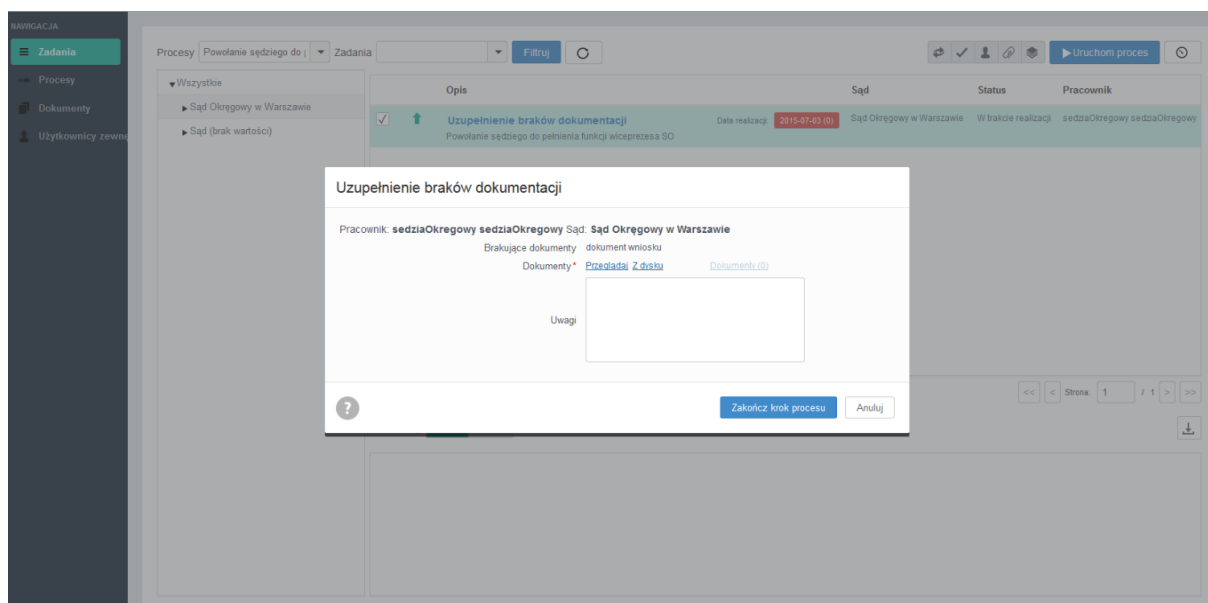 NAWIGACJA
Zadania
Procesy
Dokumenty
Użytkownicy zewnę
Procesy Powołanie sędziego do Zadania Filtruj Uruchom proces
Wszystkie
Sąd Okręgowy w Warszawie
Sąd (brak wartości)
Opis Sąd Status Pracownik
Uzupełnienie braków dokumentacji Data realizacji: 2015-07-03 (0) Sąd Okręgowy w Warszawie W trakcie realizacji sedziaOkregowy sedziaOkregowy
Powołanie sędziego do pełnienia funkcji wiceprezesa SO
Uzupełnienie braków dokumentacji
Pracownik: sedziaOkregowy sedziaOkregowy Sąd: Sąd Okręgowy w Warszawie
Brakujące dokumenty dokument wniosku
Dokumenty* Przeglądaj Z dysku Dokumenty (0)
Uwagi
? Zakończ krok procesu Anuluj
<< < Strona: 1 / 1 > >>